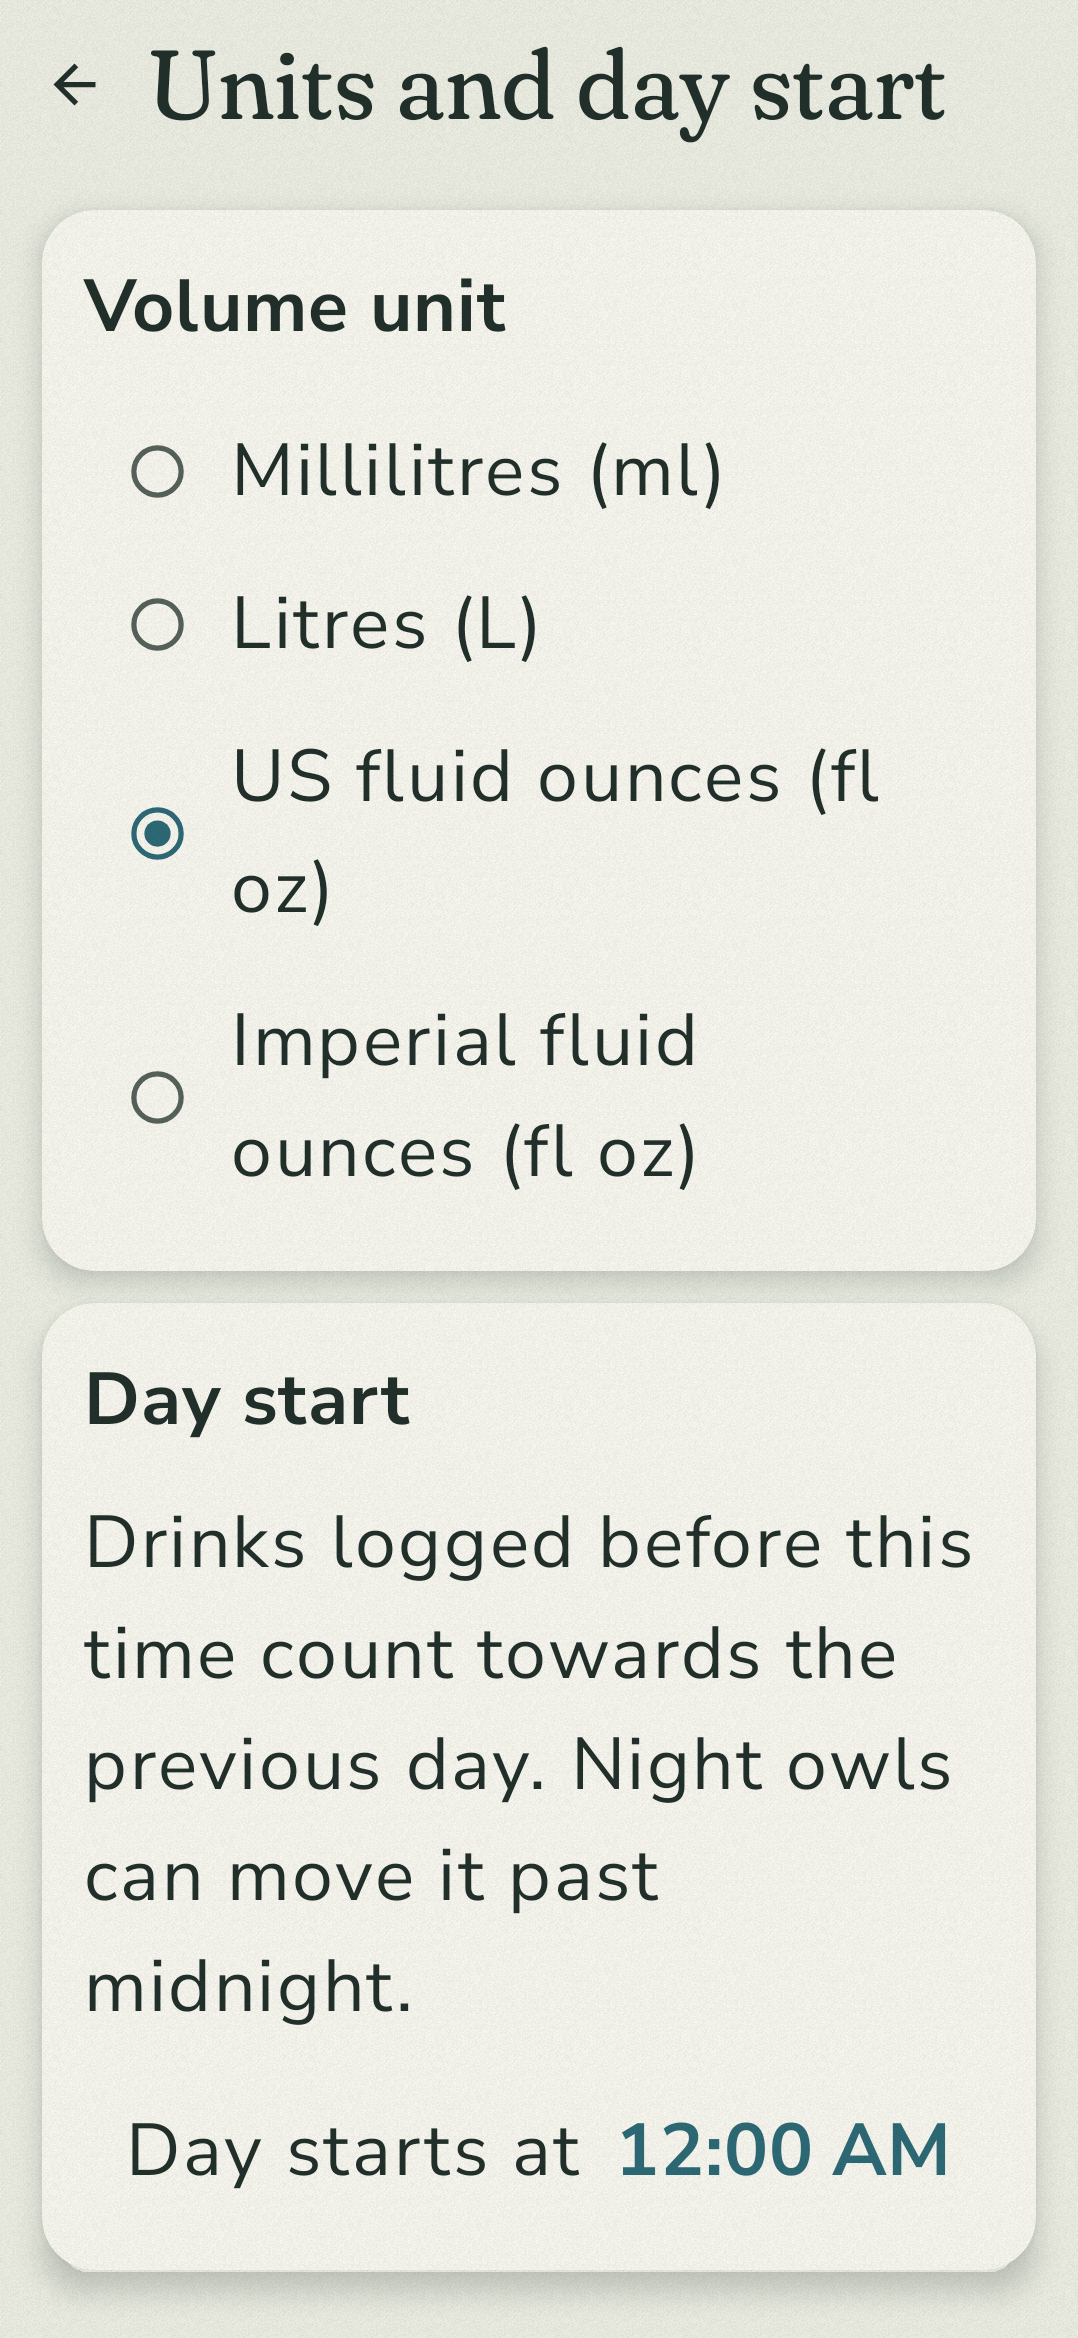 Units and day start
Volume unit
Millilitres (ml)
Litres (L)
US fluid ounces (fl
oz)
Imperial fluid
ounces (fl oz)
Day start
Drinks logged before this
time count towards the
previous day. Night owls
can move it past
midnight.
Day starts at 12:00 AM